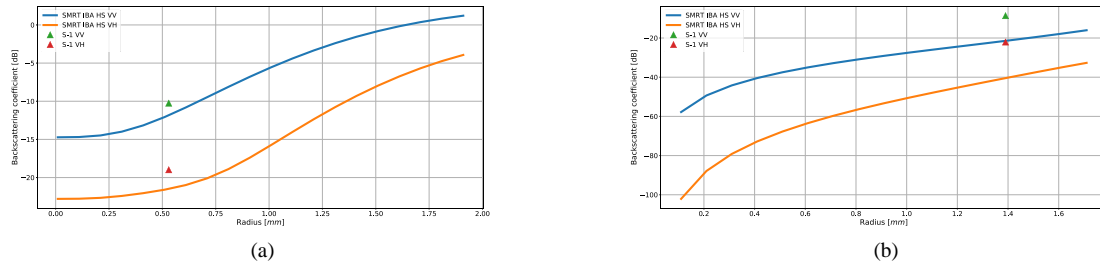 SMRT IBA HS VV
SMRT IBA HS VH
S-1 VV
S-1 VH
0
−5
−10
−15
−20
Backscattering coefficient [dB]
0.00 0.25 0.50 0.75 1.00 1.25 1.50 1.75 2.00
Radius [mm]
(a)
SMRT IBA HS VV
SMRT IBA HS VH
S-1 VV
S-1 VH
−20
−40
−60
−80
−100
Backscattering coefficient [dB]
0.2 0.4 0.6 0.8 1.0 1.2 1.4 1.6
Radius [mm]
(b)